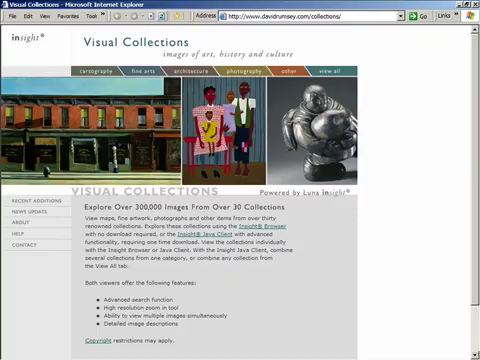 Visual Collections - Microsoft Internet Explorer
File Edit View Favorites Tools
Address http://www.davidrumsey.com/collections/ Go Links
insight®
Visual Collections
images of art, history and culture
cartography fine arts architecture photography other view all
VISUAL COLLECTIONS
Powered by Luna insight®
RECENT ADDITIONS
NEWS UPDATE
ABOUT
HELP
CONTACT
Explore Over 300,000 Images From Over 30 Collections
View maps, fine artwork, photographs and other items from over thirty
renowned collections. Explore these collections using the Insight® Browser
with no download required, or the Insight® Java Client with advanced
functionality, requiring one time download. View the collections individually
with the Insight Browser or Java Client. With the Insight Java Client, combine
several collections from one category, or combine any collection from
the View All tab.
Both viewers offer the following features:
Advanced search function
High resolution zoom in tool
Ability to view multiple images simultaneously
Detailed image descriptions
Copyright restrictions may apply.